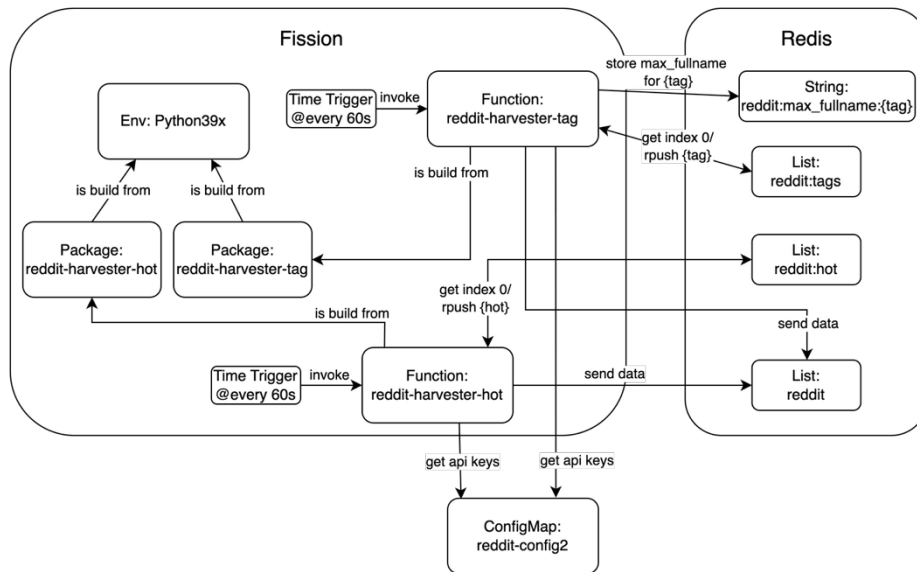 Fission
Redis
Env: Python39x
Time Trigger
@every 60s
invoke
Function:
reddit-harvester-tag
store max_fullname
for {tag}
String:
reddit:max_fullname:{tag}
get index 0/
rpush {tag}
List:
reddit:tags
is build from
is build from
is build from
Package:
reddit-harvester-hot
Package:
reddit-harvester-tag
List:
reddit:hot
get index 0/
rpush {hot}
is build from
send data
Time Trigger
@every 60s
invoke
Function:
reddit-harvester-hot
send data
List:
reddit
get api keys
get api keys
ConfigMap:
reddit-config2